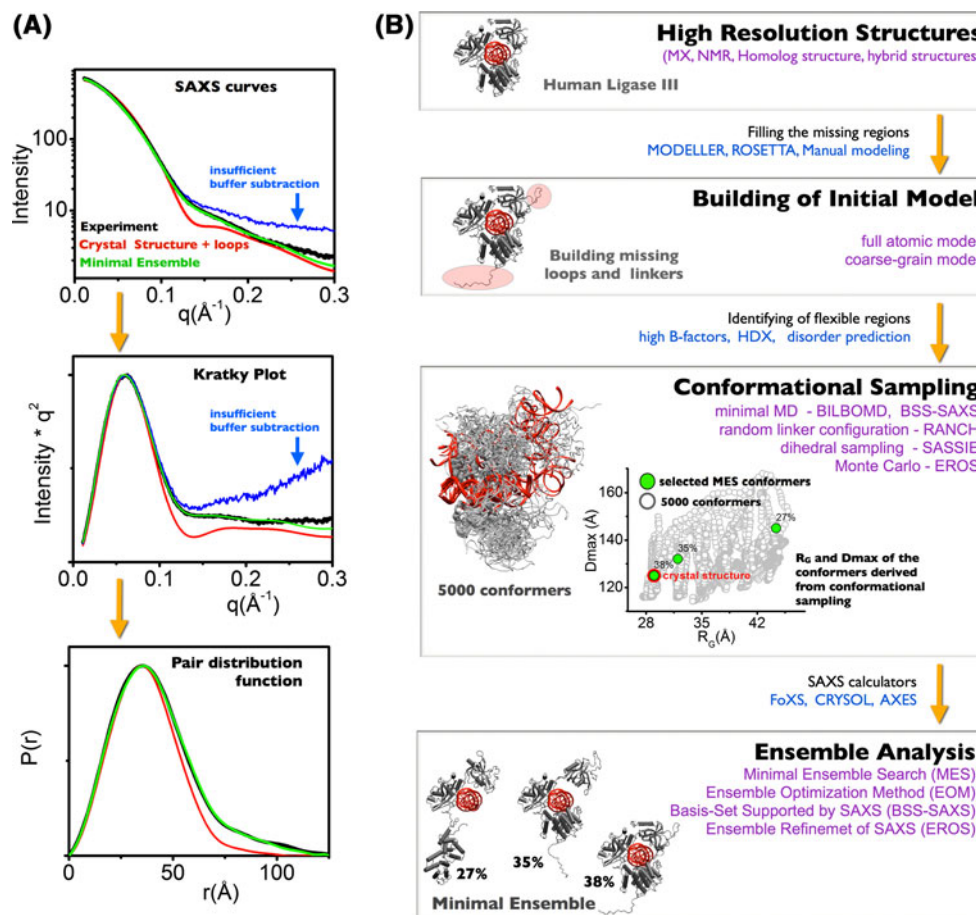 (A)
SAXS curves
Intensity
100
10
insufficient
buffer subtraction
Experiment
Crystal Structure + loops
Minimal Ensemble
0.0 0.1 0.2 0.3
q(Å⁻¹)
Kratky Plot
Intensity * q²
insufficient
buffer subtraction
0.0 0.1 0.2 0.3
q(Å⁻¹)
Pair distribution
function
P(r)
0 50 100
r(Å)
(B)
High Resolution Structures
(MX, NMR, Homolog structure, hybrid structures
Human Ligase III
Filling the missing regions
MODELLER, ROSETTA, Manual modeling
Building of Initial Model
full atomic mode
coarse-grain mode
Building missing
loops and linkers
Identifying of flexible regions
high B-factors, HDX, disorder prediction
Conformational Sampling
minimal MD - BILBOMD, BSS-SAXS
random linker configuration - RANCH
dihedral sampling - SASSIE
Monte Carlo - EROS
5000 conformers
selected MES conformers
5000 conformers
Dmax (Å)
160
140
120
27%
35%
38%
crystal structure
RG and Dmax of the
conformers derived
from conformational
sampling
28 35 42
RG(Å)
SAXS calculators
FoXS, CRYSOL, AXES
Ensemble Analysis
Minimal Ensemble Search (MES)
Ensemble Optimization Method (EOM)
Basis-Set Supported by SAXS (BSS-SAXS)
Ensemble Refinemet of SAXS (EROS)
27%
35%
38%
Minimal Ensemble